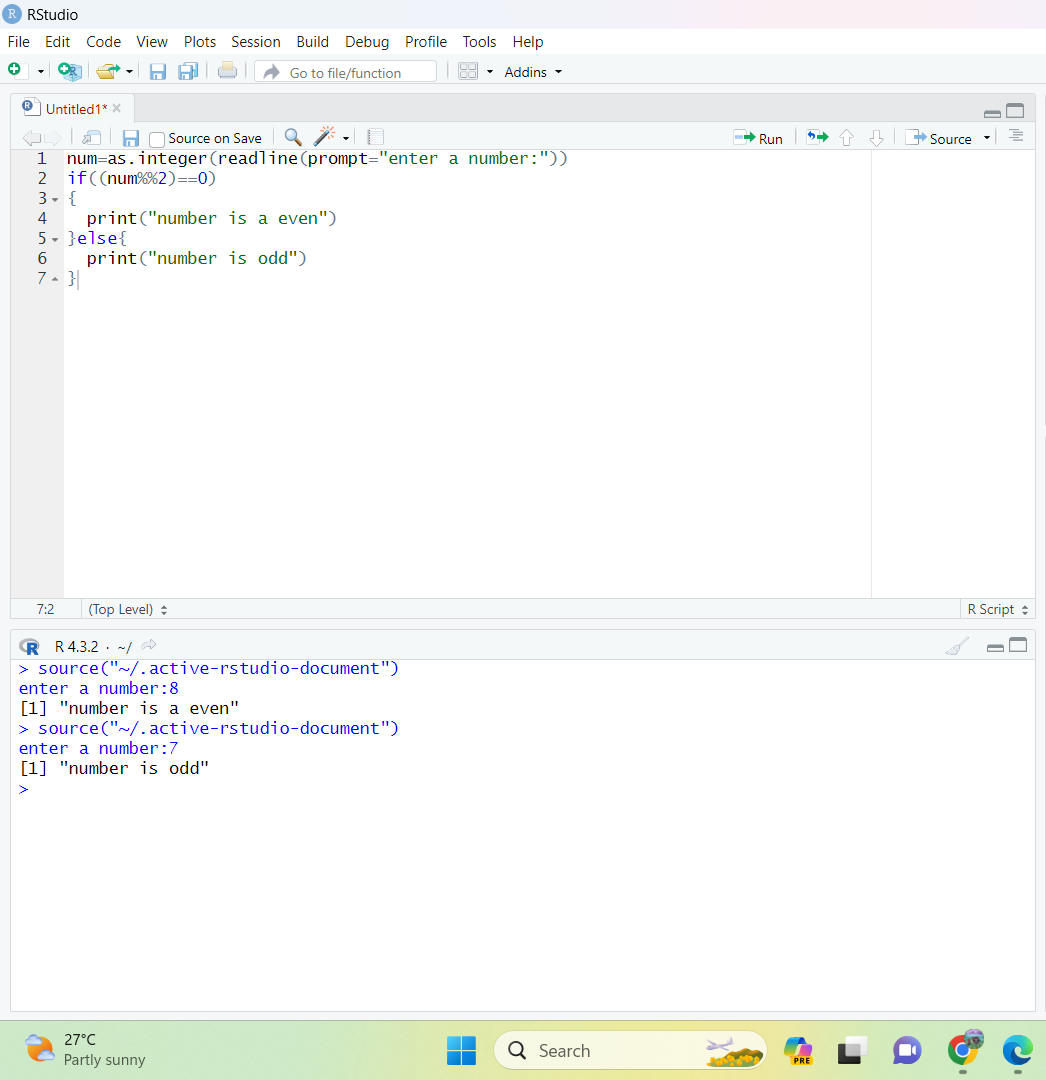 RStudio
File Edit Code View Plots Session Build Debug Profile Tools Help
Go to file/function Addins
Untitled1*
Source on Save Run Source
1 num=as.integer(readline(prompt="enter a number:"))
2 if((num%%2)==0)
3 {
4 print("number is a even")
5 }else{
6 print("number is odd")
7 }
7:2 (Top Level) R Script
R 4.3.2 · ~/
> source("~/.active-rstudio-document")
enter a number:8
[1] "number is a even"
> source("~/.active-rstudio-document")
enter a number:7
[1] "number is odd"
>
27°C
Partly sunny
Search
PRE